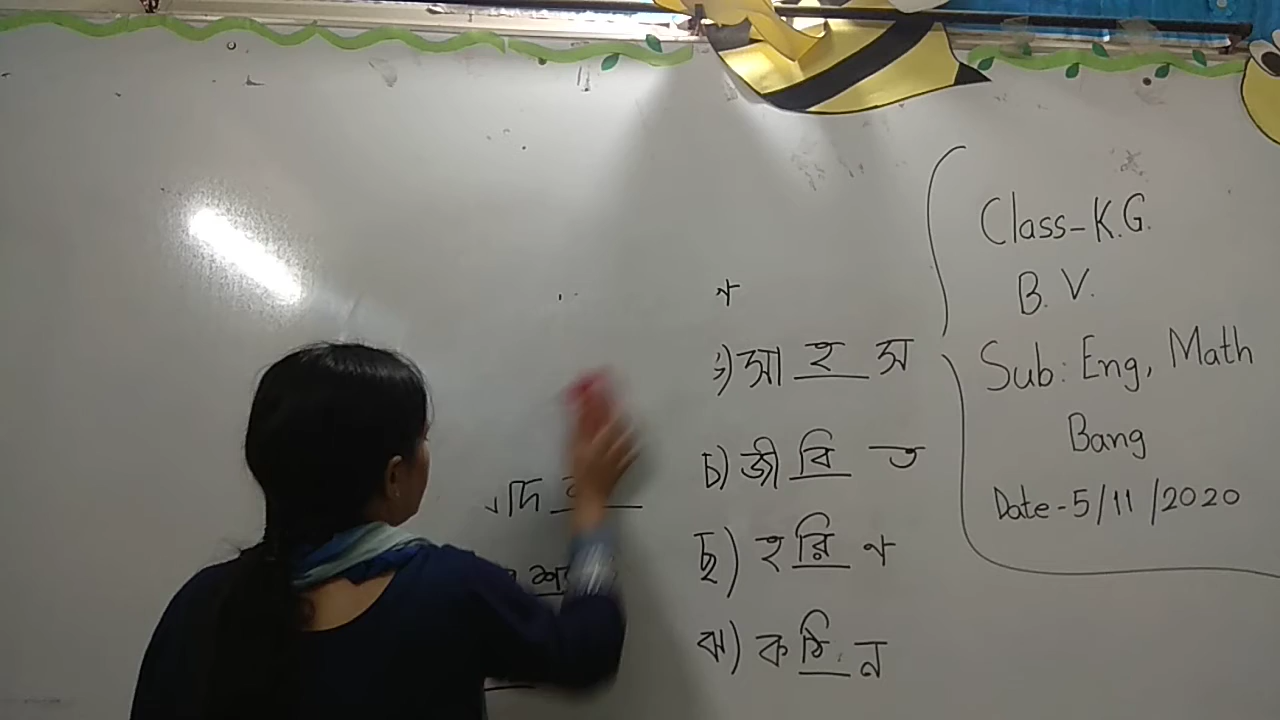 ণ
ঙ) সা হ স
চ) জী বি ত
ছ) হ রি ণ
ঝ) ক ঠি ন
Class-K.G.
B.V.
Sub: Eng, Math
Bang
Date-5/11/2020